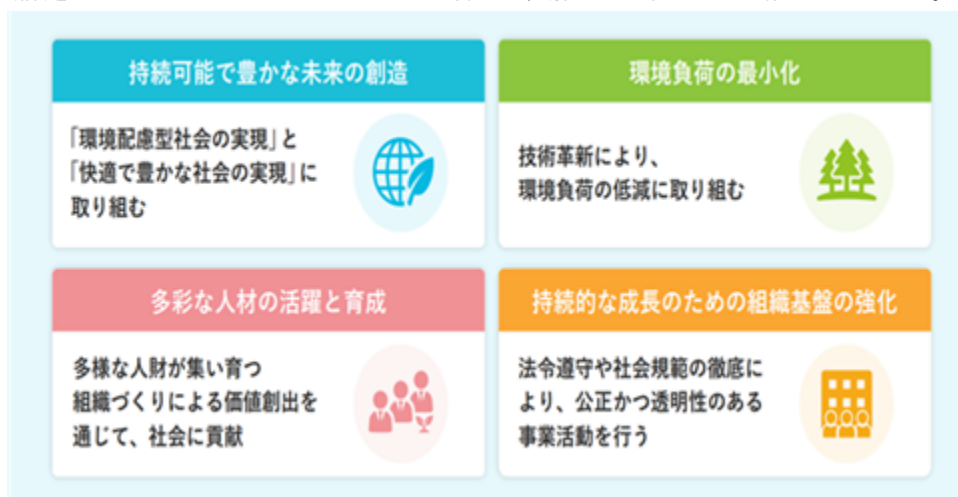 持続可能で豊かな未来の創造
「環境配慮型社会の実現」と
「快適で豊かな社会の実現」に
取り組む
環境負荷の最小化
技術革新により、
環境負荷の低減に取り組む
多彩な人材の活躍と育成
多様な人財が集い育つ
組織づくりによる価値創出を
通じて、社会に貢献
持続的な成長のための組織基盤の強化
法令遵守や社会規範の徹底に
より、公正かつ透明性のある
事業活動を行う